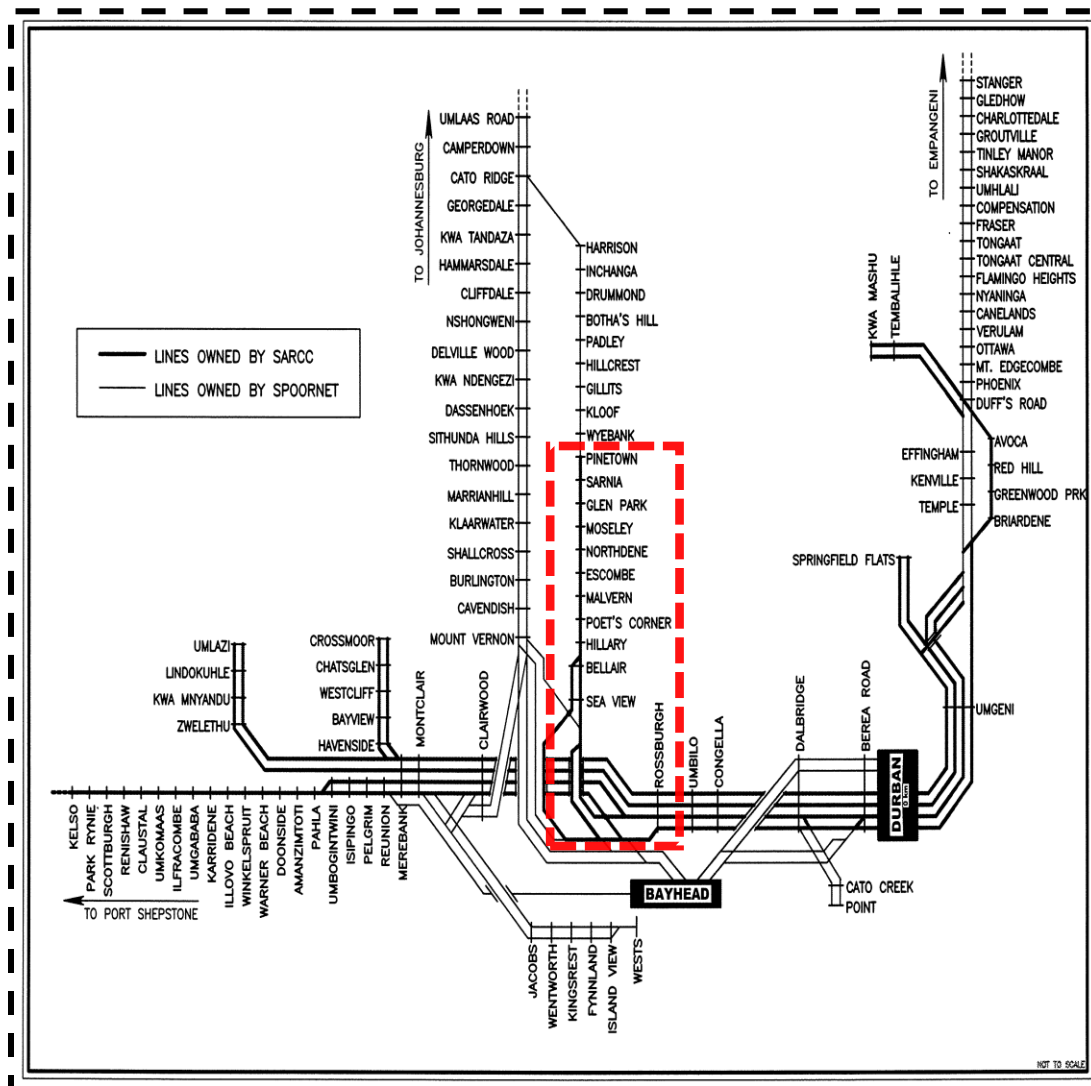 TO JOHANNESBURG
UMLAAS ROAD
CAMPERDOWN
CATO RIDGE
GEORGEDALE
KWA TANDAZA
HAMMARSDALE
CLIFFDALE
NSHONGWENI
DELVILLE WOOD
KWA NDENGEZI
DASSENHOEK
SITHUNDA HILLS
THORNWOOD
MARRIANHILL
KLAARWATER
SHALLCROSS
BURLINGTON
CAVENDISH
MOUNT VERNON
HARRISON
INCHANGA
DRUMMOND
BOTHA'S HILL
PADLEY
HILLCREST
GILLITS
KLOOF
WYEBANK
PINETOWN
SARNIA
GLEN PARK
MOSELEY
NORTHDENE
ESCOMBE
MALVERN
POET'S CORNER
HILLARY
BELLAIR
SEA VIEW
TO EMPANGENI
STANGER
GLEDHOW
CHARLOTTEDALE
GROUTVILLE
TINLEY MANOR
SHAKASKRAAL
UMHLALI
COMPENSATION
FRASER
TONGAAT
TONGAAT CENTRAL
FLAMINGO HEIGHTS
NYANINGA
CANELANDS
VERULAM
OTTAWA
MT. EDGECOMBE
PHOENIX
DUFF'S ROAD
KWA MASHU
TEMBALIHLE
AVOCA
RED HILL
GREENWOOD PRK
BRIARDENE
EFFINGHAM
KENVILLE
TEMPLE
SPRINGFIELD FLATS
UMGENI
LINES OWNED BY SARCC
LINES OWNED BY SPOORNET
UMLAZI
LINDOKUHLE
KWA MNYANDU
ZWELETHU
CROSSMOOR
CHATSGLEN
WESTCLIFF
BAYVIEW
HAVENSIDE
MONTCLAIR
CLAIRWOOD
ROSSBURGH
UMBILO
CONGELLA
DALBRIDGE
BEREA ROAD
DURBAN
0 km
KELSO
PARK RYNIE
SCOTTBURGH
RENISHAW
CLAUSTAL
UMKOMAAS
ILFRACOMBE
UMGABABA
KARRIDENE
ILLOVO BEACH
WINKELSPRUIT
WARNER BEACH
DOONSIDE
AMANZIMTOTI
PAHLA
UMBOGINTWINI
ISIPINGO
PELGRIM
REUNION
MEREBANK
TO PORT SHEPSTONE
BAYHEAD
CATO CREEK
POINT
JACOBS
WENTWORTH
KINGSREST
FYNNLAND
ISLAND VIEW
WESTS
NOT TO SCALE